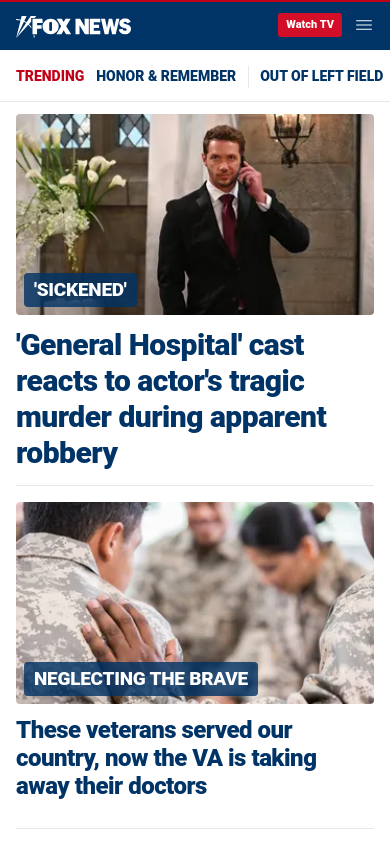 FOX NEWS
Watch TV
TRENDING HONOR & REMEMBER OUT OF LEFT FIELD
'SICKENED'
'General Hospital' cast
reacts to actor's tragic
murder during apparent
robbery
NEGLECTING THE BRAVE
These veterans served our
country, now the VA is taking
away their doctors